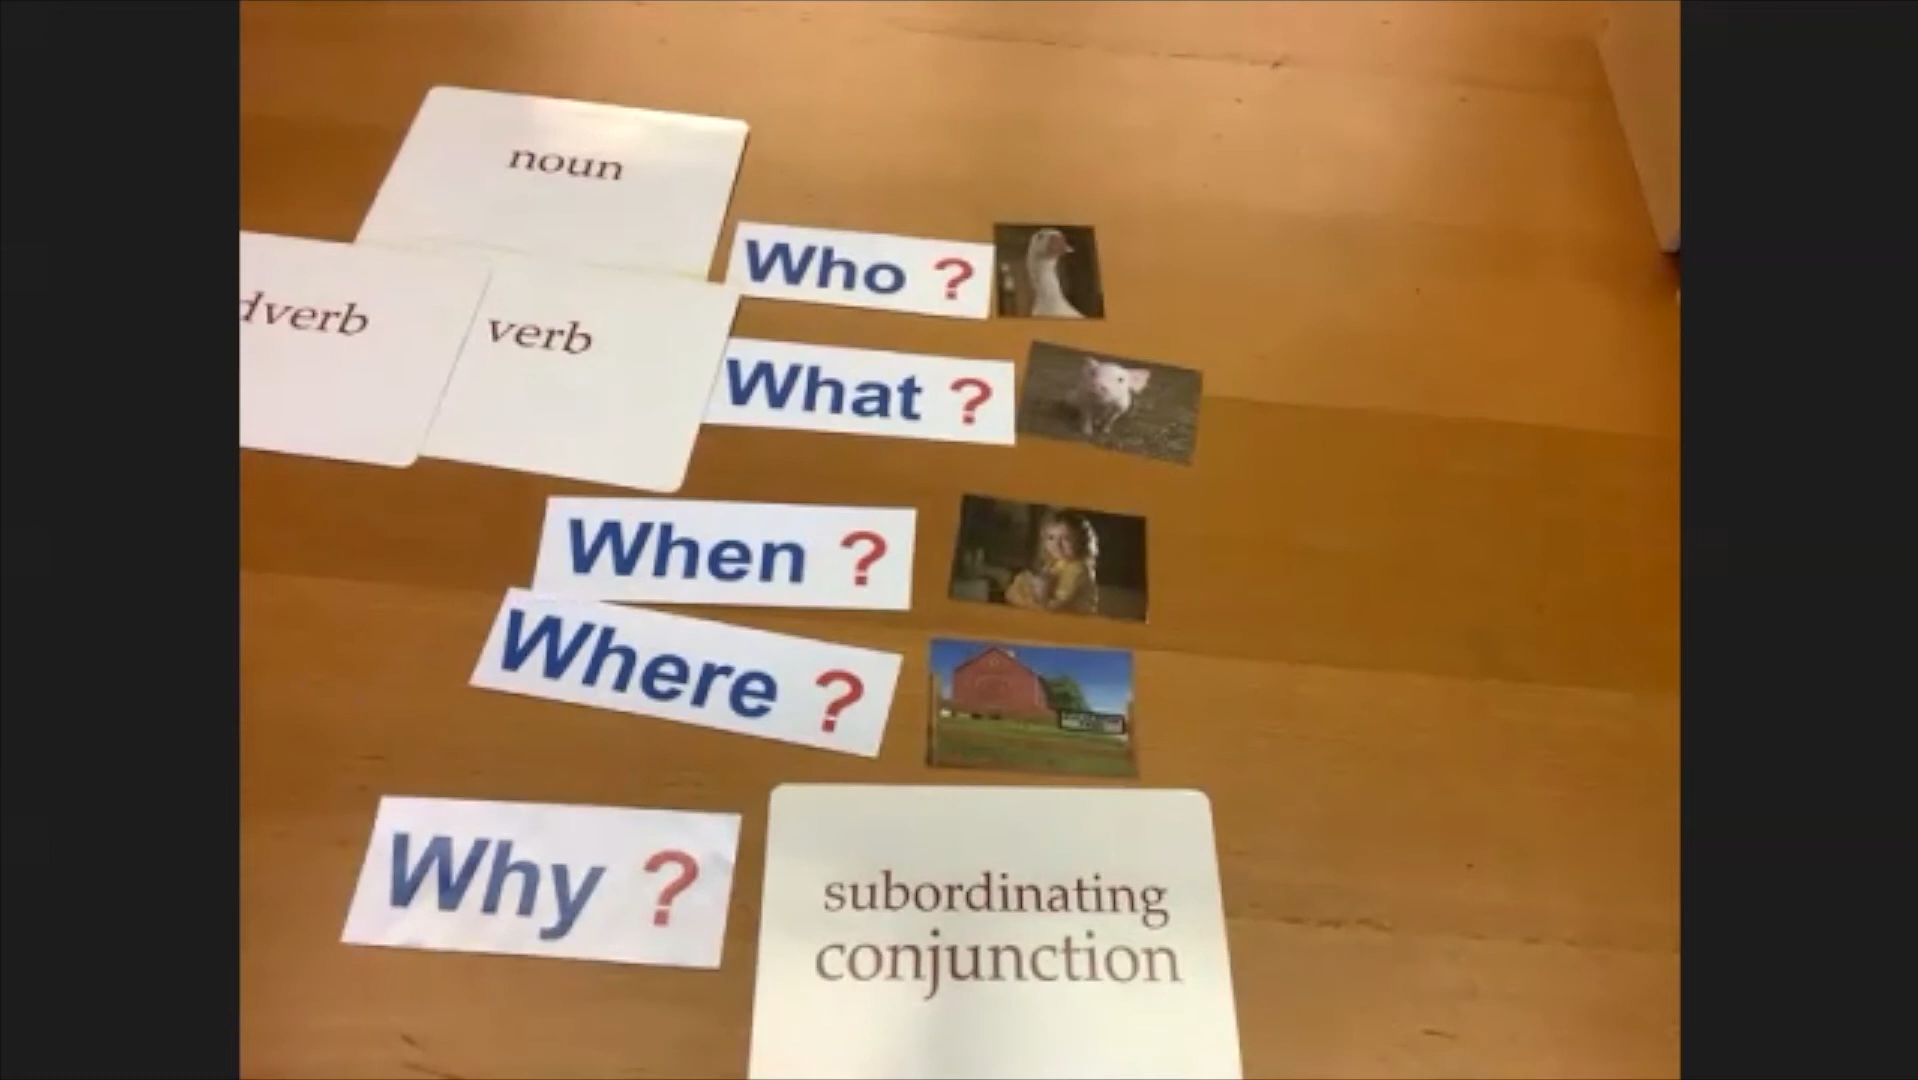 noun
Who ?
dverb
verb
What ?
When ?
Where ?
Why ?
subordinating
conjunction